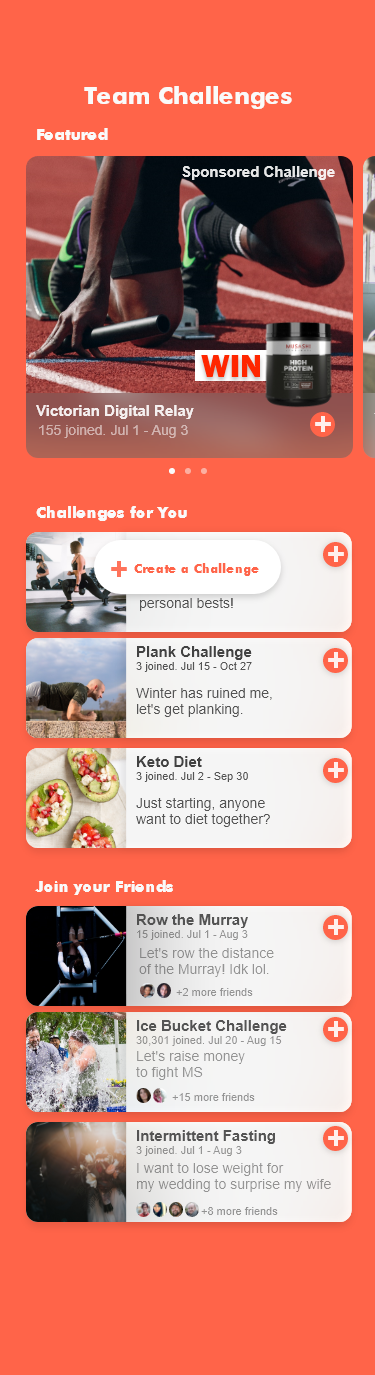 Team Challenges
Featured
Sponsored Challenge
WIN
MUSASHI
HIGH
PROTEIN
Victorian Digital Relay
155 joined. Jul 1 - Aug 3
Challenges for You
Create a Challenge
personal bests!
Plank Challenge
3 joined. Jul 15 - Oct 27
Winter has ruined me,
let's get planking.
Keto Diet
3 joined. Jul 2 - Sep 30
Just starting, anyone
want to diet together?
Join your Friends
Row the Murray
15 joined. Jul 1 - Aug 3
Let's row the distance
of the Murray! Idk lol.
+2 more friends
Ice Bucket Challenge
30,301 joined. Jul 20 - Aug 15
Let's raise money
to fight MS
+15 more friends
Intermittent Fasting
3 joined. Jul 1 - Aug 3
I want to lose weight for
my wedding to surprise my wife
+8 more friends